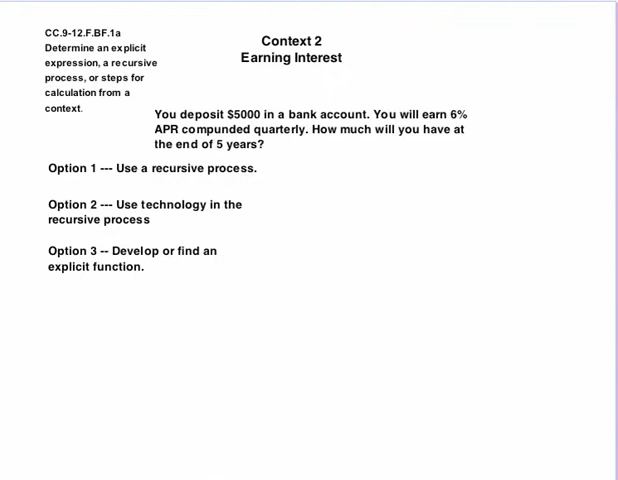 CC.9-12.F.BF.1a
Determine an explicit
expression, a recursive
process, or steps for
calculation from a
context.
Context 2
Earning Interest
You deposit $5000 in a bank account. You will earn 6%
APR compunded quarterly. How much will you have at
the end of 5 years?
Option 1 --- Use a recursive process.
Option 2 --- Use technology in the
recursive process
Option 3 -- Develop or find an
explicit function.